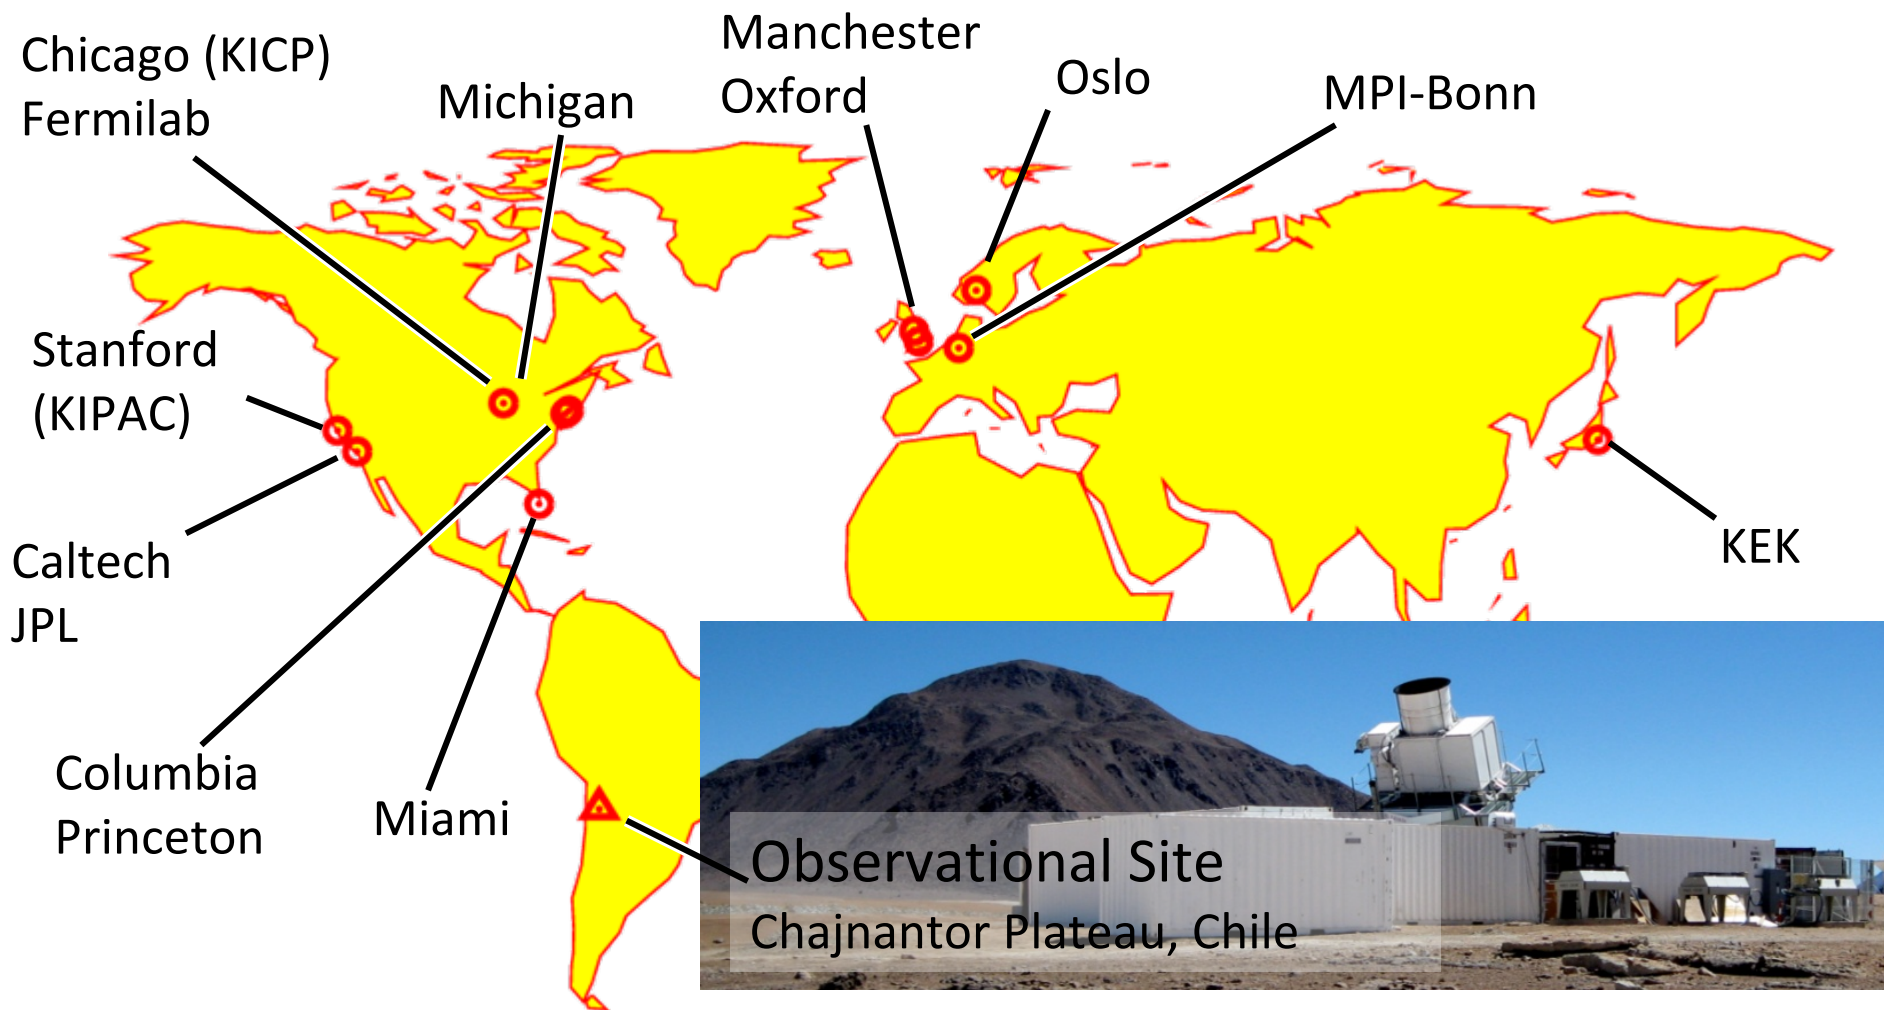 Chicago (KICP)
Fermilab
Michigan
Manchester
Oxford
Oslo
MPI-Bonn
Stanford
(KIPAC)
Caltech
JPL
KEK
Columbia
Princeton
Miami
Observational Site
Chajnantor Plateau, Chile